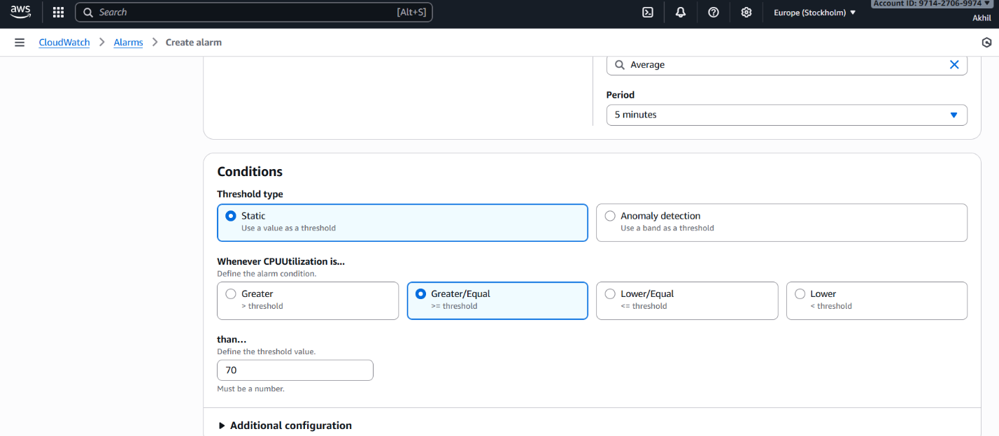 aws
Search [Alt+S]
Europe (Stockholm)
Account ID: 9714-2706-9974
Akhil
CloudWatch > Alarms > Create alarm
Average
Period
5 minutes
Conditions
Threshold type
Static
Use a value as a threshold
Anomaly detection
Use a band as a threshold
Whenever CPUUtilization is...
Define the alarm condition.
Greater
> threshold
Greater/Equal
>= threshold
Lower/Equal
<= threshold
Lower
< threshold
than...
Define the threshold value.
70
Must be a number.
Additional configuration